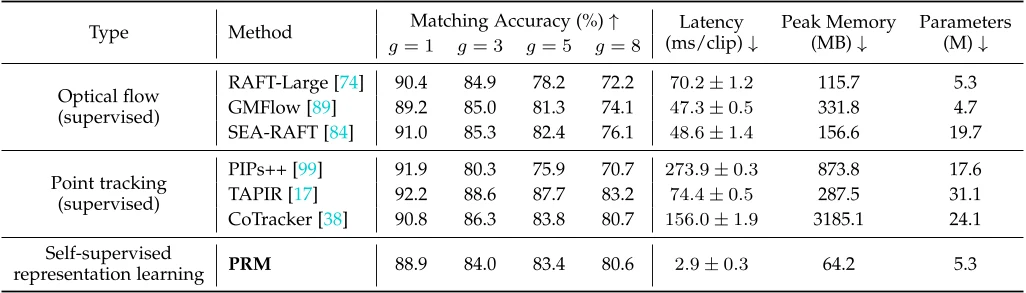 Type Method Matching Accuracy (%) ↑ Latency (ms/clip) ↓ Peak Memory (MB) ↓ Parameters (M) ↓
g = 1 g = 3 g = 5 g = 8
Optical flow (supervised)
RAFT-Large [74] 90.4 84.9 78.2 72.2 70.2 ± 1.2 115.7 5.3
GMFlow [89] 89.2 85.0 81.3 74.1 47.3 ± 0.5 331.8 4.7
SEA-RAFT [84] 91.0 85.3 82.4 76.1 48.6 ± 1.4 156.6 19.7
Point tracking (supervised)
PIPs++ [99] 91.9 80.3 75.9 70.7 273.9 ± 0.3 873.8 17.6
TAPIR [17] 92.2 88.6 87.7 83.2 74.4 ± 0.5 287.5 31.1
CoTracker [38] 90.8 86.3 83.8 80.7 156.0 ± 1.9 3185.1 24.1
Self-supervised representation learning
PRM 88.9 84.0 83.4 80.6 2.9 ± 0.3 64.2 5.3